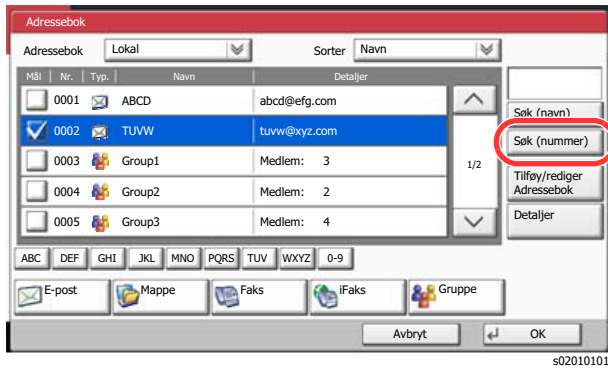 Adressebok
Adressebok Lokal Sorter Navn
Mål Nr. Typ. Navn Detaljer
0001 ABCD abcd@efg.com
Søk (navn)
0002 TUVW tuvw@xyz.com
Søk (nummer)
0003 Group1 Medlem: 3
1/2
Tilføy/rediger
Adressebok
0004 Group2 Medlem: 2
0005 Group3 Medlem: 4
Detaljer
ABC DEF GHI JKL MNO PQRS TUV WXYZ 0-9
E-post Mappe Faks iFaks Gruppe
Avbryt OK
s02010101